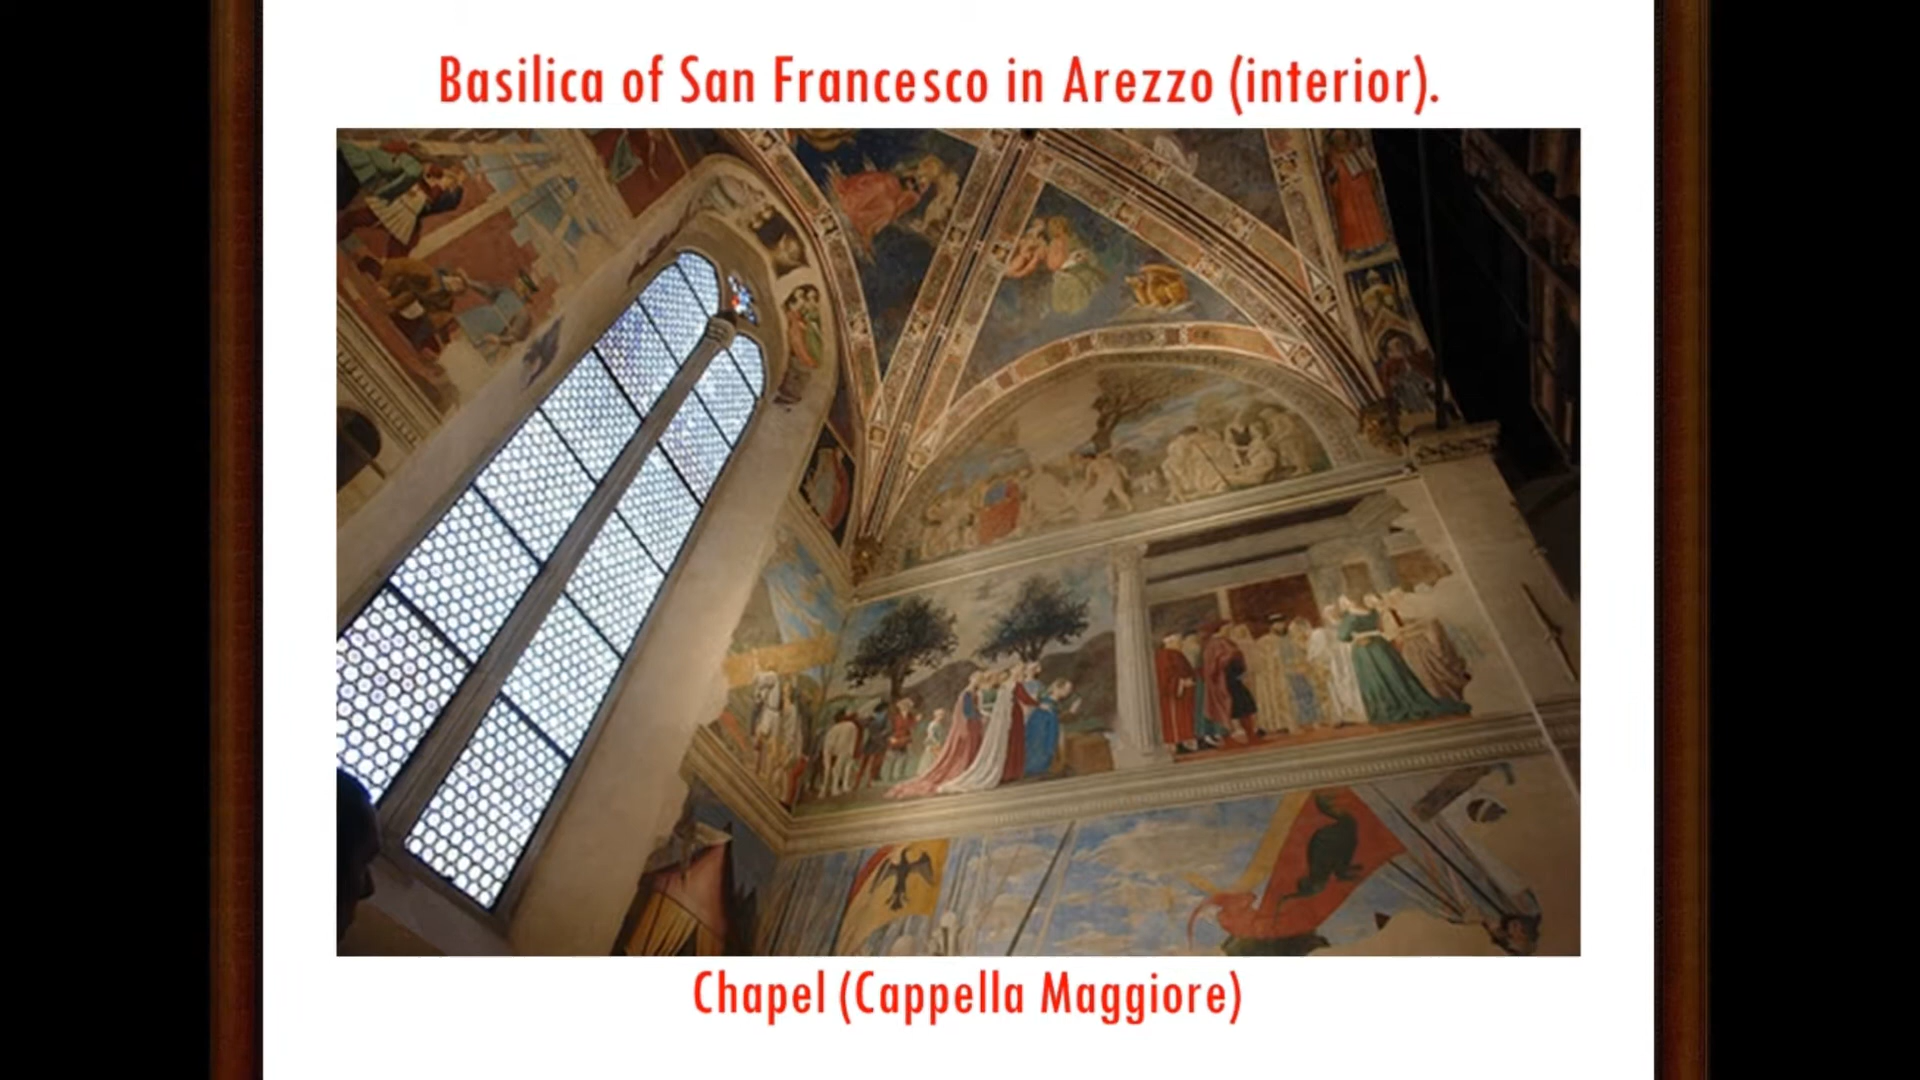 Basilica of San Francesco in Arezzo (interior).
Chapel (Cappella Maggiore)